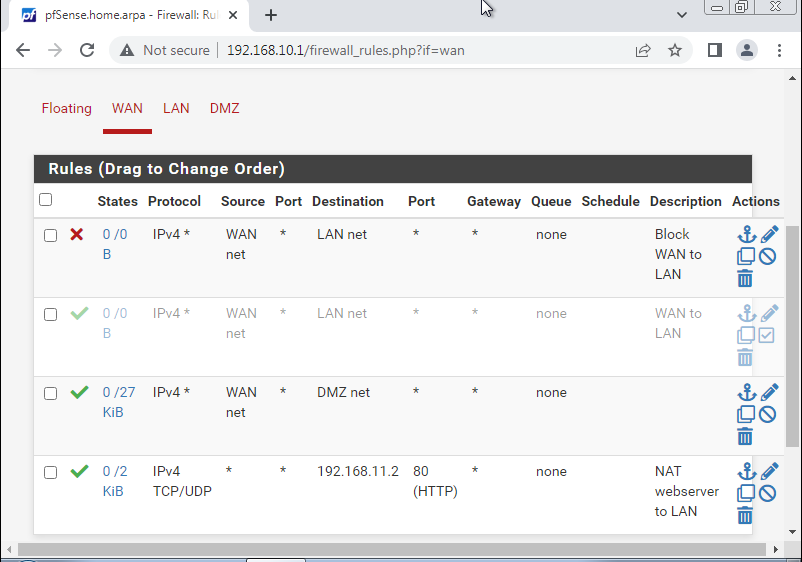 pfSense.home.arpa - Firewall: Ru
Not secure 192.168.10.1/firewall_rules.php?if=wan
Floating WAN LAN DMZ
Rules (Drag to Change Order)
States Protocol Source Port Destination Port Gateway Queue Schedule Description Actions
0 /0 IPv4 * WAN * LAN net * * none Block
B net WAN to
LAN
0 /0 IPv4 * WAN * LAN net * * none WAN to
B net LAN
0 /27 IPv4 * WAN * DMZ net * * none
KiB net
0 /2 IPv4 * * 192.168.11.2 80 * none NAT
KiB TCP/UDP (HTTP) webserver
to LAN